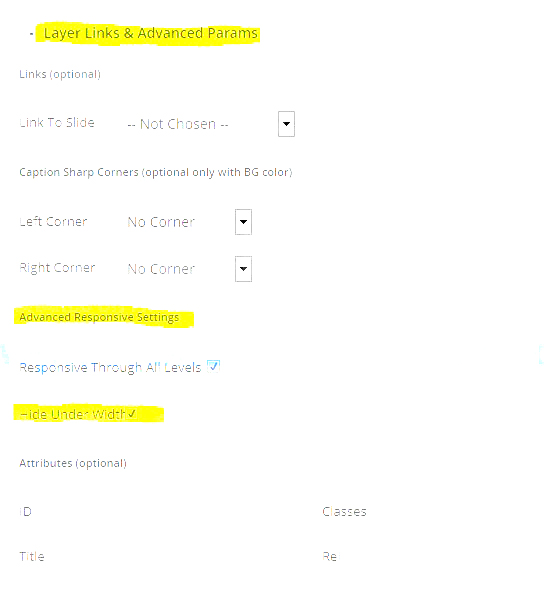 - Layer Links & Advanced Params
Links (optional)
Link To Slide -- Not Chosen --
Caption Sharp Corners (optional only with BG color)
Left Corner No Corner
Right Corner No Corner
Advanced Responsive Settings
Responsive Through All Levels
Hide Under Width
Attributes (optional)
ID Classes
Title Rel